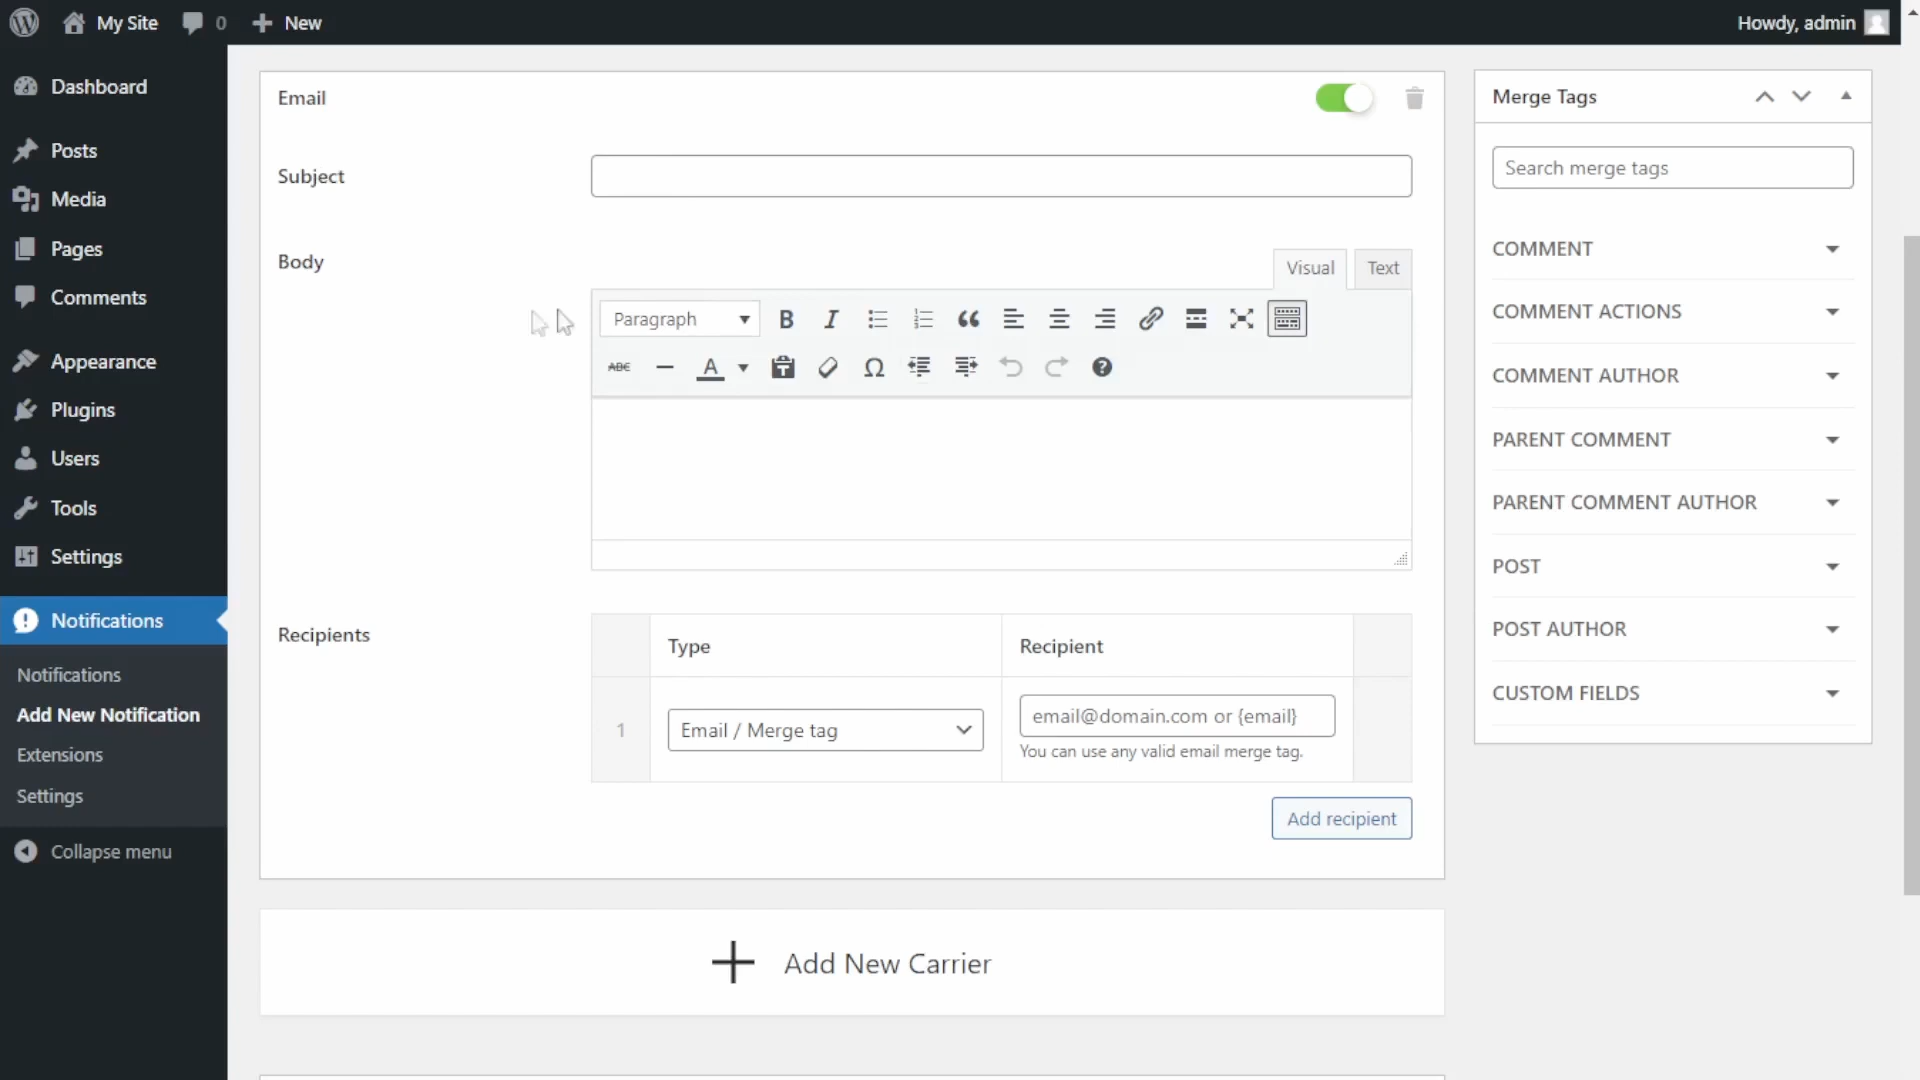 My Site
0
New
Howdy, admin
Dashboard
Posts
Media
Pages
Comments
Appearance
Plugins
Users
Tools
Settings
Notifications
Notifications
Add New Notification
Extensions
Settings
Collapse menu
Email
Subject
Body
Visual
Text
Paragraph
B
I
ABC
A
Ω
Recipients
Type
Recipient
1
Email / Merge tag
email@domain.com or {email}
You can use any valid email merge tag.
Add recipient
Add New Carrier
Merge Tags
Search merge tags
COMMENT
COMMENT ACTIONS
COMMENT AUTHOR
PARENT COMMENT
PARENT COMMENT AUTHOR
POST
POST AUTHOR
CUSTOM FIELDS